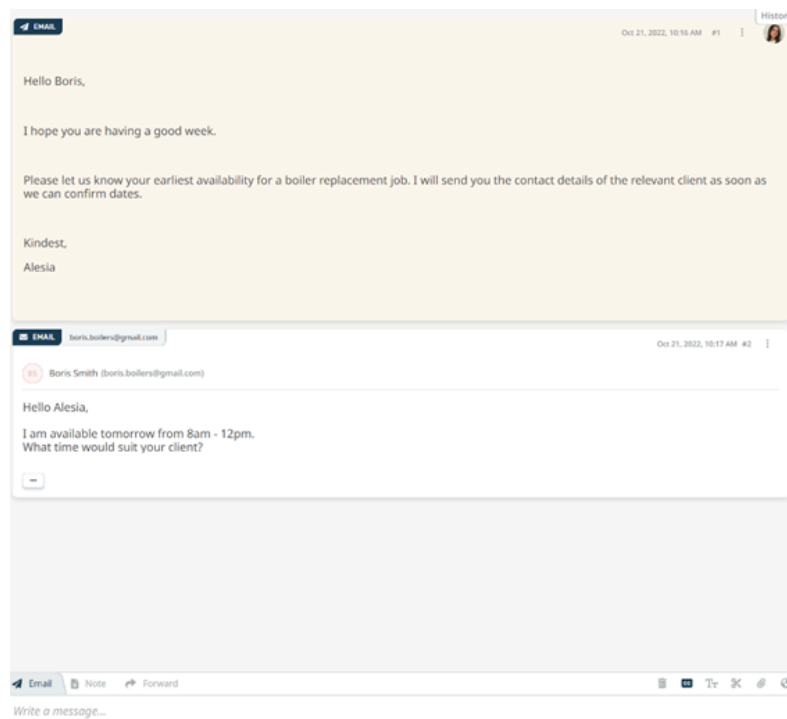 Histor
EMAIL
Oct 21, 2022, 10:16 AM #1
Hello Boris,
I hope you are having a good week.
Please let us know your earliest availability for a boiler replacement job. I will send you the contact details of the relevant client as soon as
we can confirm dates.
Kindest,
Alesia
EMAIL boris.boilers@gmail.com
Oct 21, 2022, 10:17 AM #2
BS Boris Smith (boris.boilers@gmail.com)
Hello Alesia,
I am available tomorrow from 8am - 12pm.
What time would suit your client?
Email Note Forward
CC Tт
Write a message...